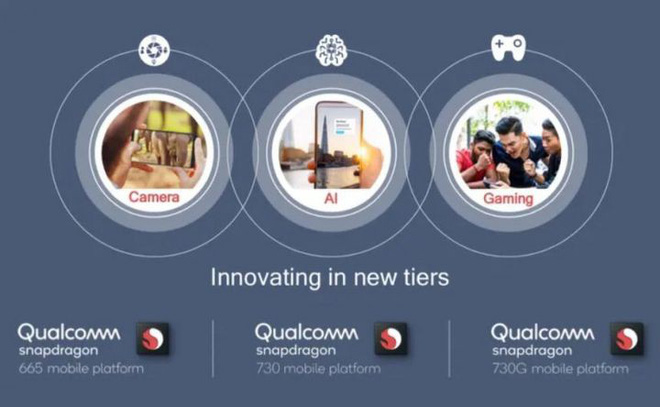 Camera
AI
Gaming
Innovating in new tiers
Qualcomm
snapdragon
665 mobile platform
Qualcomm
snapdragon
730 mobile platform
Qualcomm
snapdragon
730G mobile platform